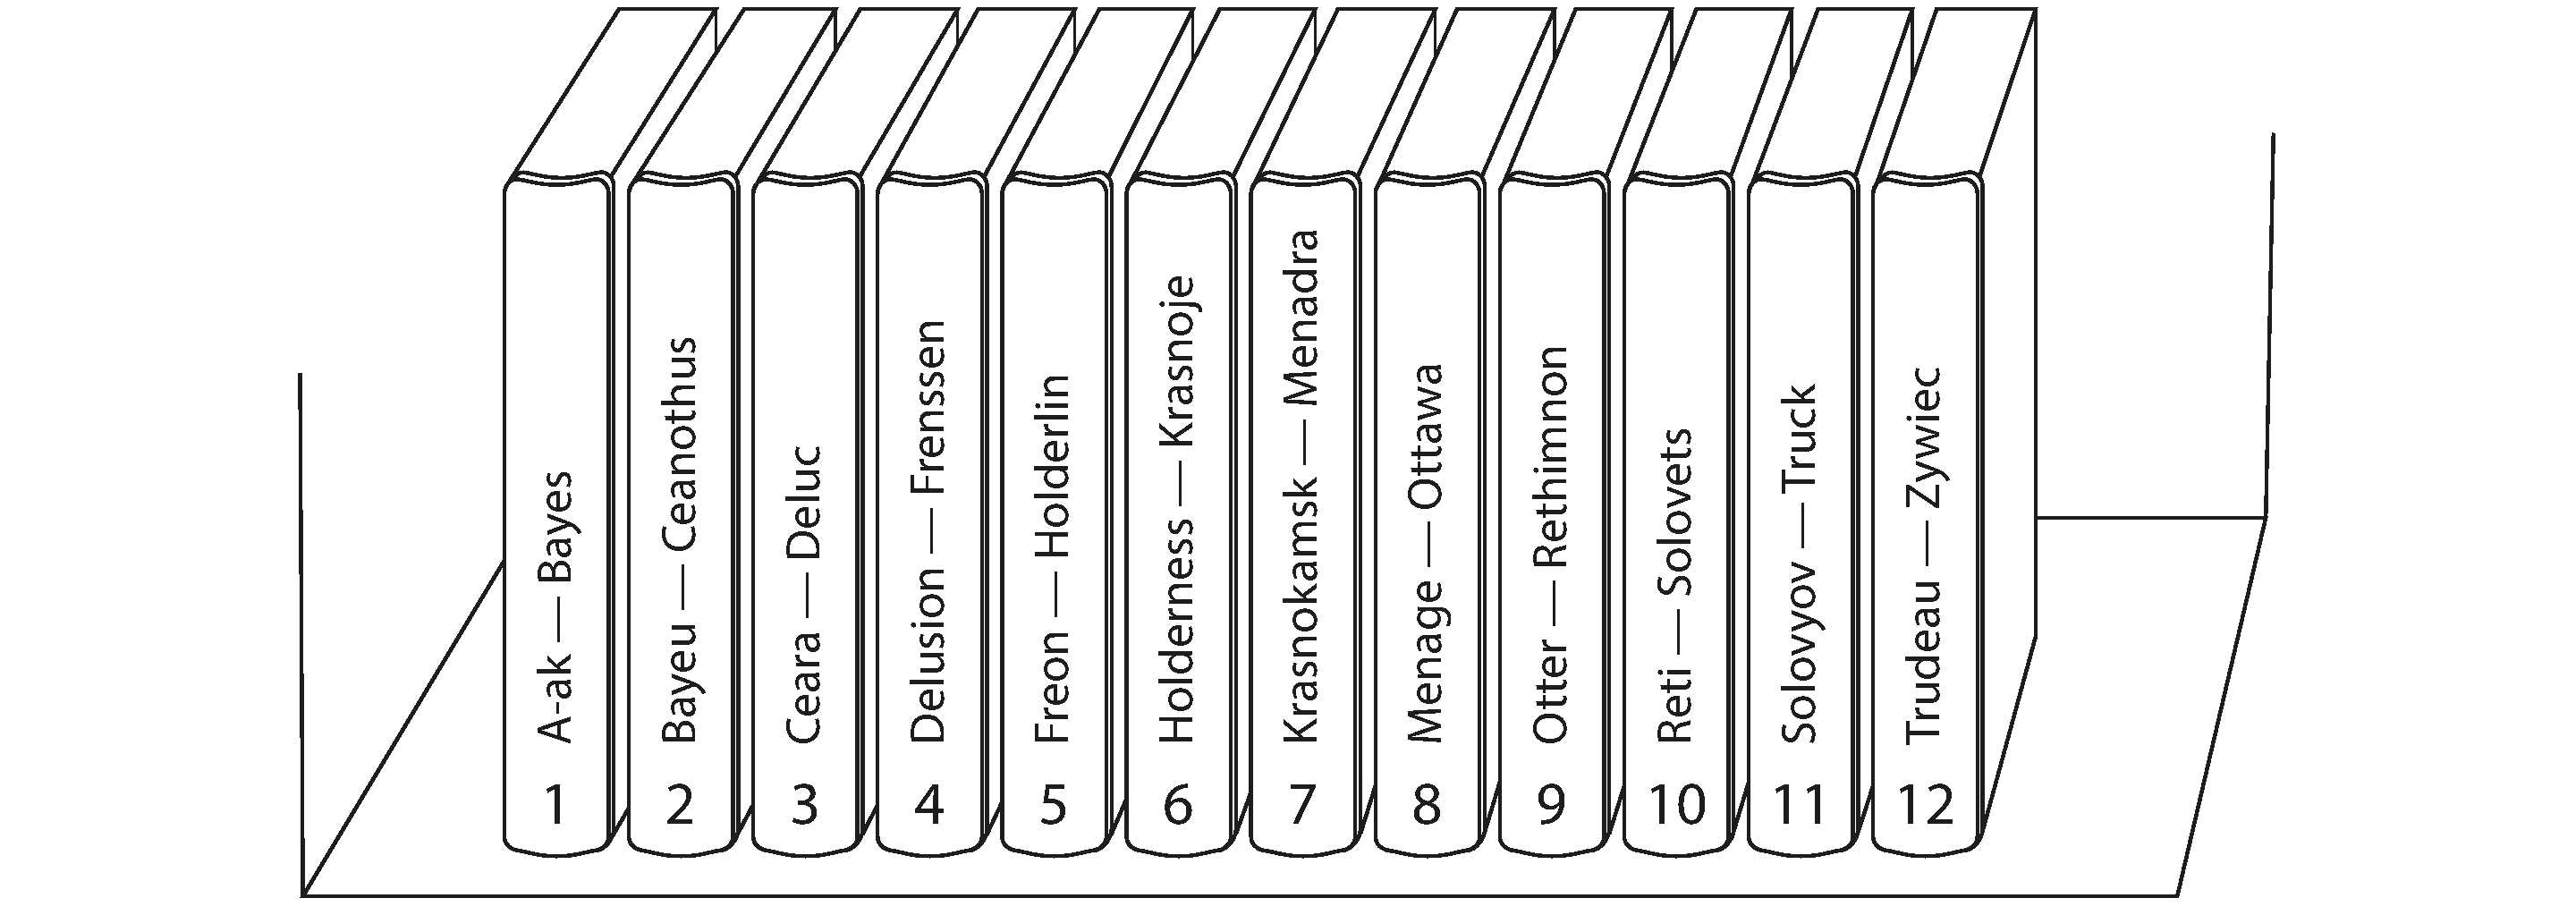 A-ak — Bayes
1
Bayeu — Ceanothus
2
Ceara — Deluc
3
Delusion — Frenssen
4
Freon — Holderlin
5
Holderness — Krasnoje
6
Krasnokamsk — Menadra
7
Menage — Ottawa
8
Otter — Rethimnon
9
Reti — Solovets
10
Solovyov — Truck
11
Trudeau — Zywiec
12